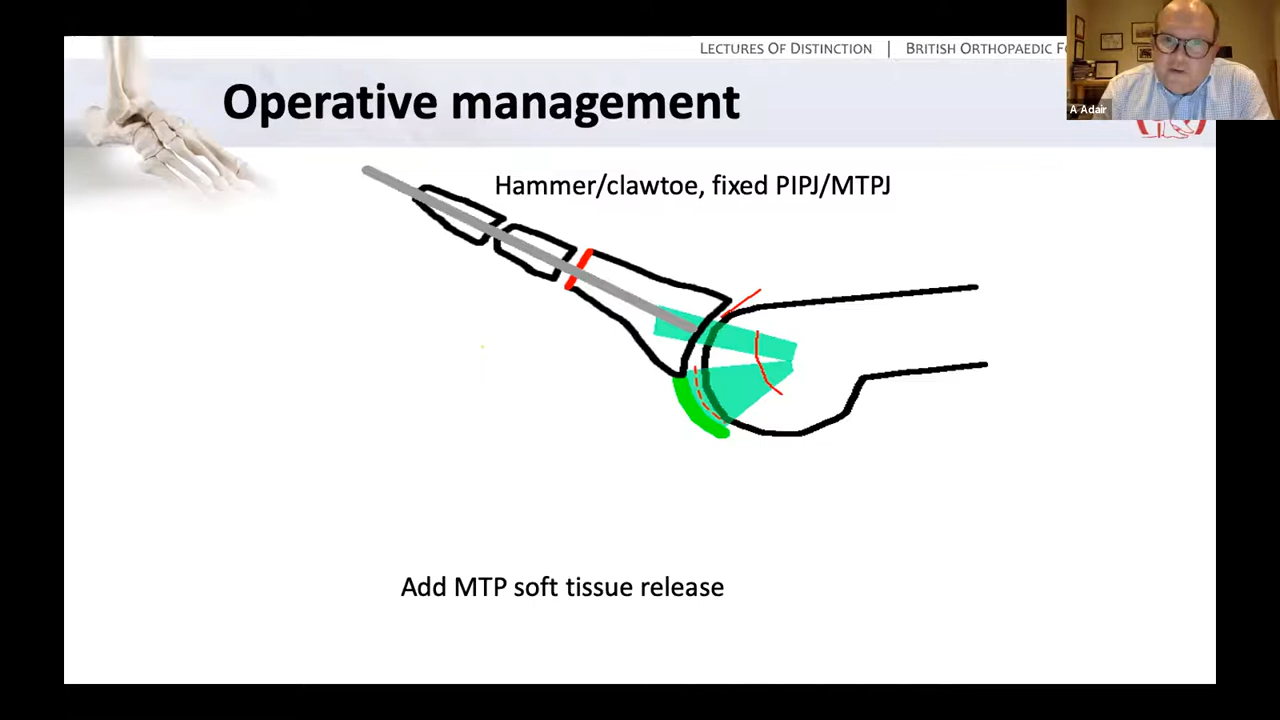 LECTURES OF DISTINCTION | BRITISH ORTHOPAEDIC
A Adair
Operative management
Hammer/clawtoe, fixed PIPJ/MTPJ
Add MTP soft tissue release